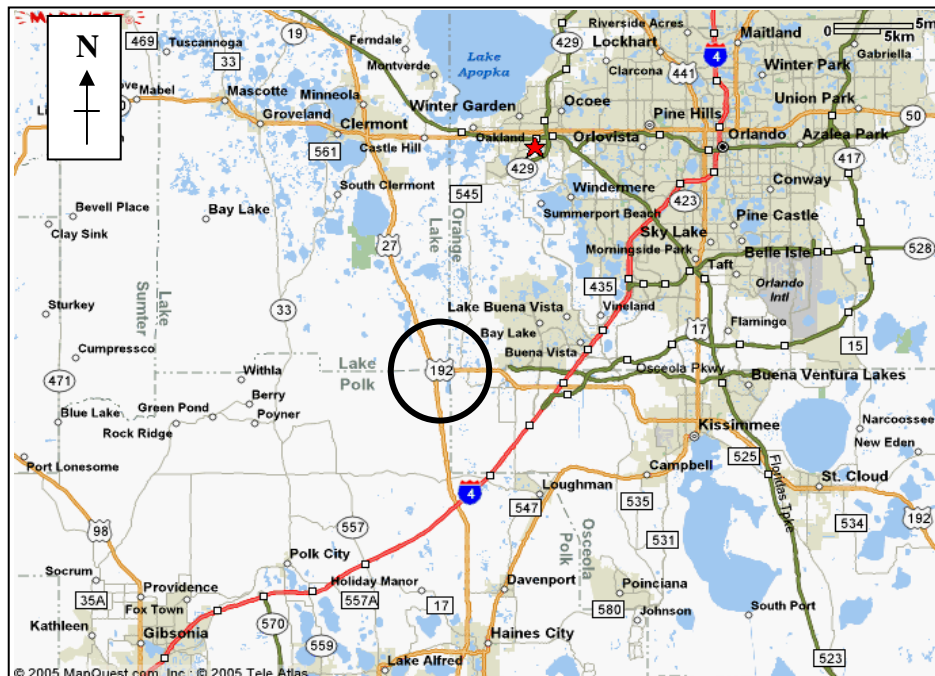 MAPQUEST
N
469
Tuscannoga
33
19
Ferndale
Montverde
Lake
Apopka
429
Riverside Acres
Lockhart
Clarcona
441
4
Maitland
0 5m
5km
Gabriella
Winter Park
Mabel
Mascotte
Minneola
Groveland
Clermont
Castle Hill
561
Winter Garden
Ocoee
Oakland
Pine Hills
Orlovista
Orlando
Union Park
50
Azalea Park
429
417
South Clermont
545
Windermere
423
Conway
Summerport Beach
Pine Castle
Bevell Place
Bay Lake
Clay Sink
27
Orange
Lake
Sky Lake
Morningside Park
Belle Isle
528
Taft
Orlando
Intl
435
Lake
Sumter
Sturkey
33
Lake Buena Vista
Vineland
Bay Lake
Buena Vista
17
Flamingo
15
Cumpressco
Lake
Polk
192
Osceola Pkwy
Buena Ventura Lakes
471
Withla
Berry
Green Pond
Poyner
Blue Lake
Rock Ridge
Kissimmee
Narcoossee
New Eden
Port Lonesome
Campbell
525
Floridas Tpke
St. Cloud
4
Loughman
547
535
534
192
98
557
531
Osceola
Polk
Polk City
Socrum
Providence
Holiday Manor
Davenport
Poinciana
35A
Fox Town
557A
17
580
Johnson
South Port
Kathleen
Gibsonia
570
559
Haines City
Lake Alfred
523
© 2005 MapQuest.com, Inc.; © 2005 Tele Atlas